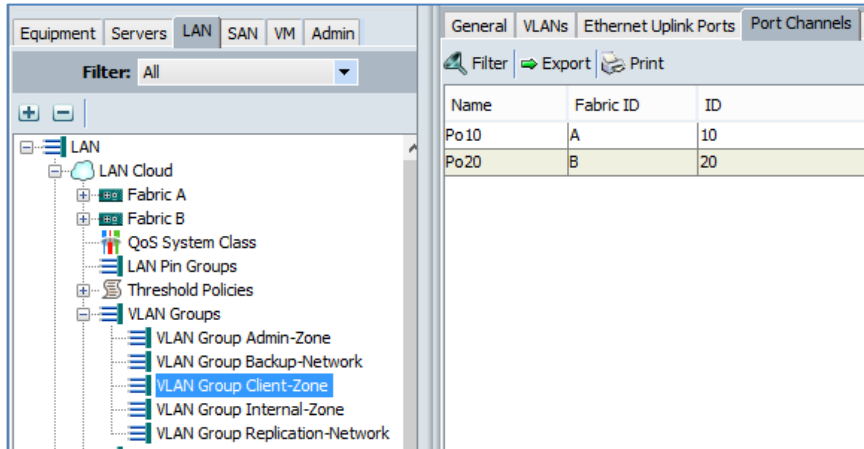 Equipment Servers LAN SAN VM Admin
Filter: All
LAN
LAN Cloud
Fabric A
Fabric B
QoS System Class
LAN Pin Groups
Threshold Policies
VLAN Groups
VLAN Group Admin-Zone
VLAN Group Backup-Network
VLAN Group Client-Zone
VLAN Group Internal-Zone
VLAN Group Replication-Network
General VLANs Ethernet Uplink Ports Port Channels
Filter Export Print
Name Fabric ID ID
Po10 A 10
Po20 B 20